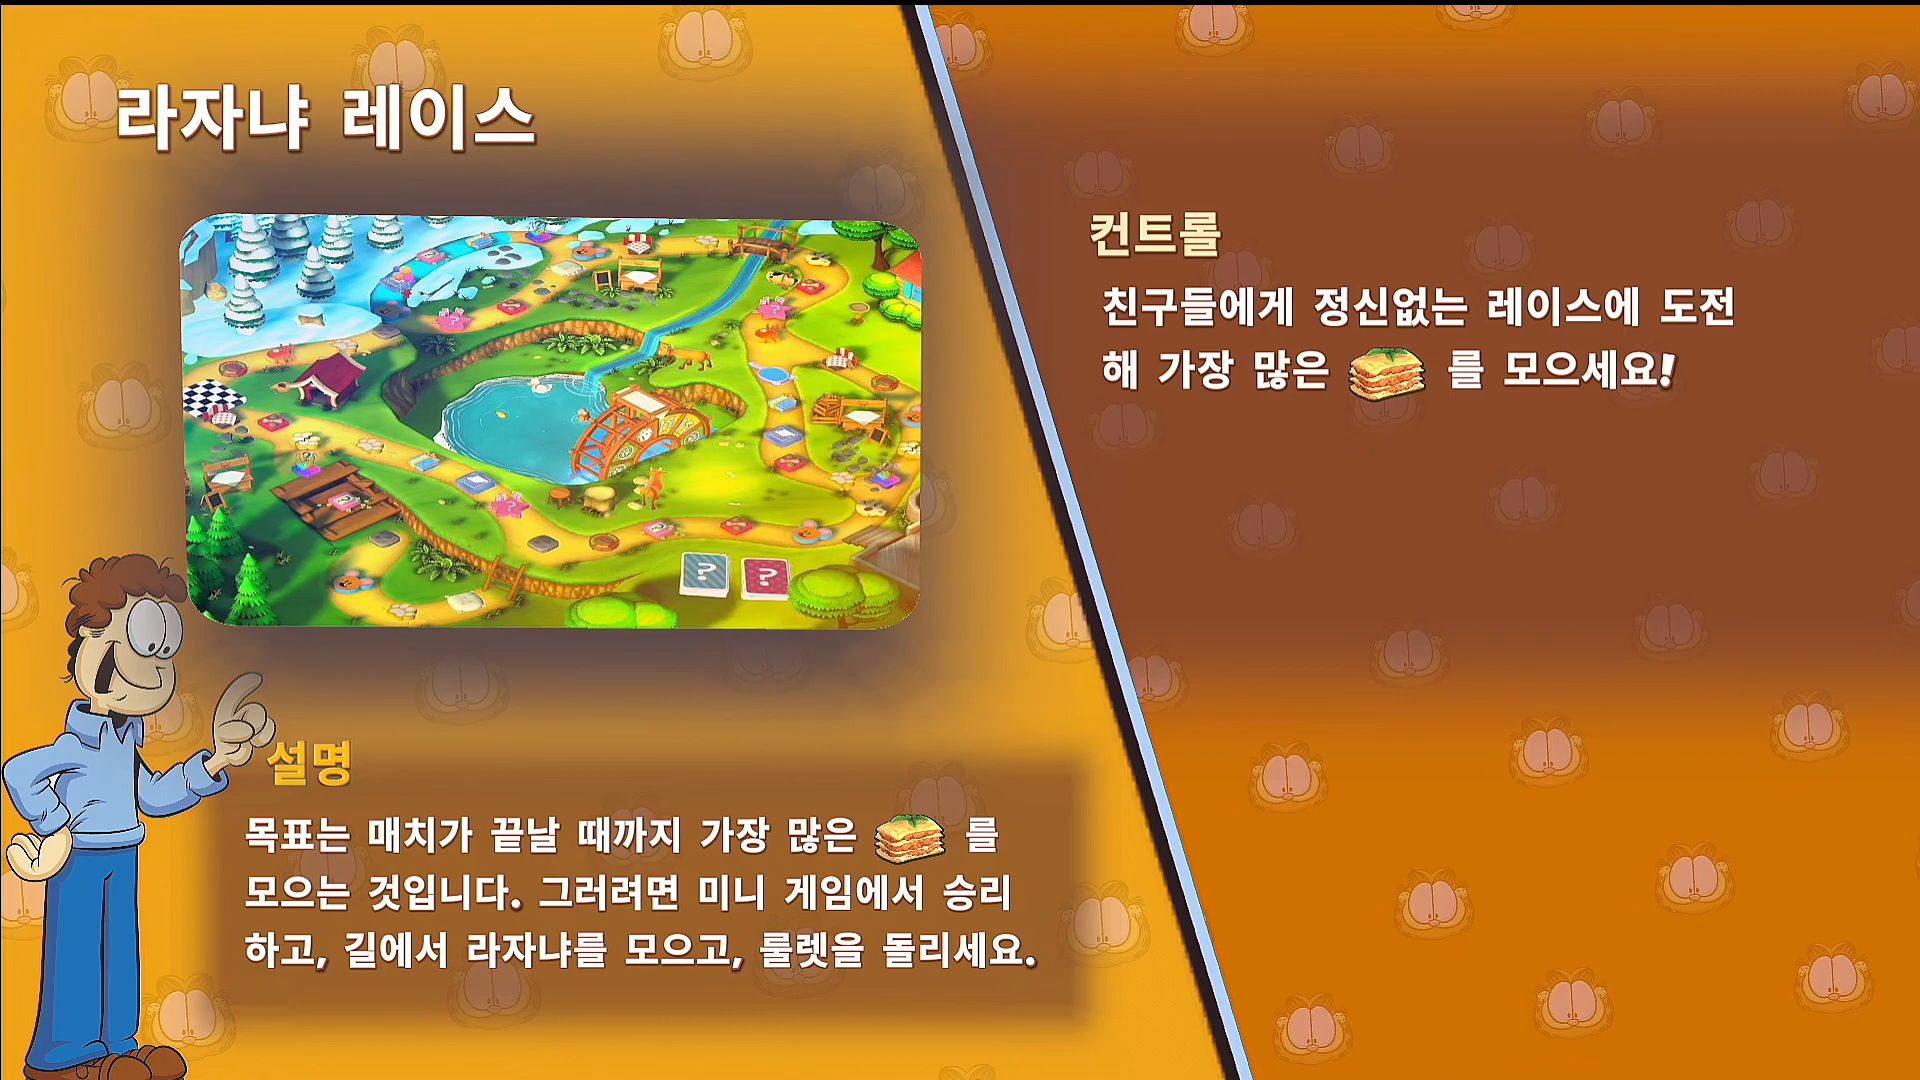 라자냐 레이스
설명
목표는 매치가 끝날 때까지 가장 많은 를
모으는 것입니다. 그러려면 미니 게임에서 승리
하고, 길에서 라자냐를 모으고, 룰렛을 돌리세요.
컨트롤
친구들에게 정신없는 레이스에 도전
해 가장 많은 를 모으세요!
? ?